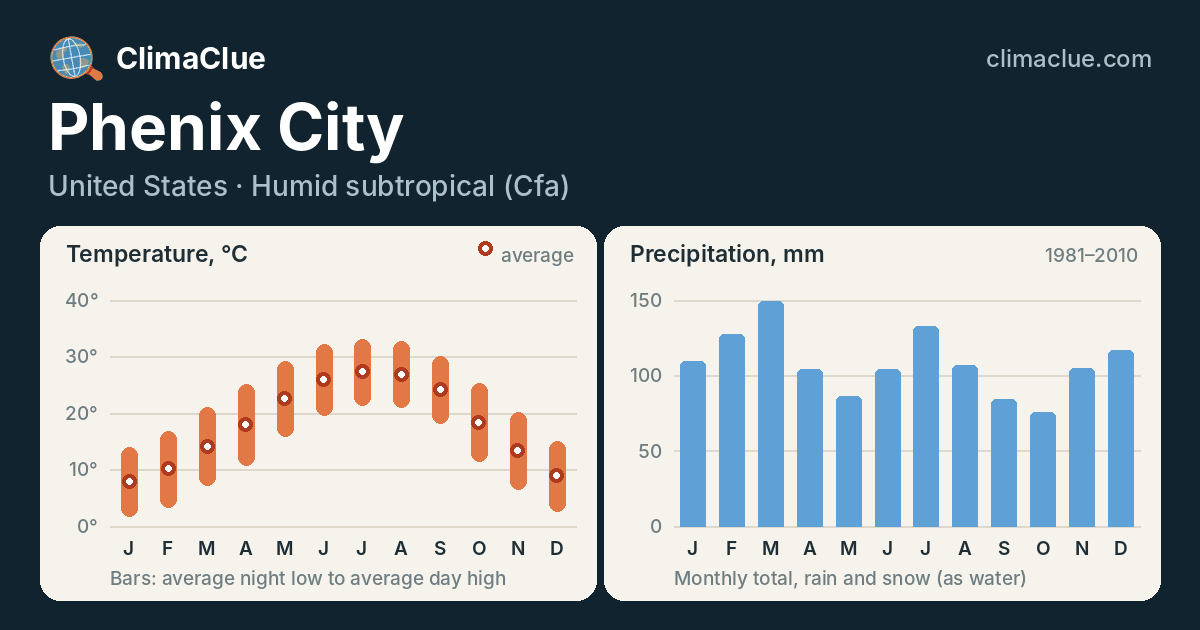 ClimaClue
climaclue.com
Phenix City
United States · Humid subtropical (Cfa)
Temperature, °C
average
40°
30°
20°
10°
0°
J F M A M J J A S O N D
Bars: average night low to average day high
Precipitation, mm
1981–2010
150
100
50
0
J F M A M J J A S O N D
Monthly total, rain and snow (as water)